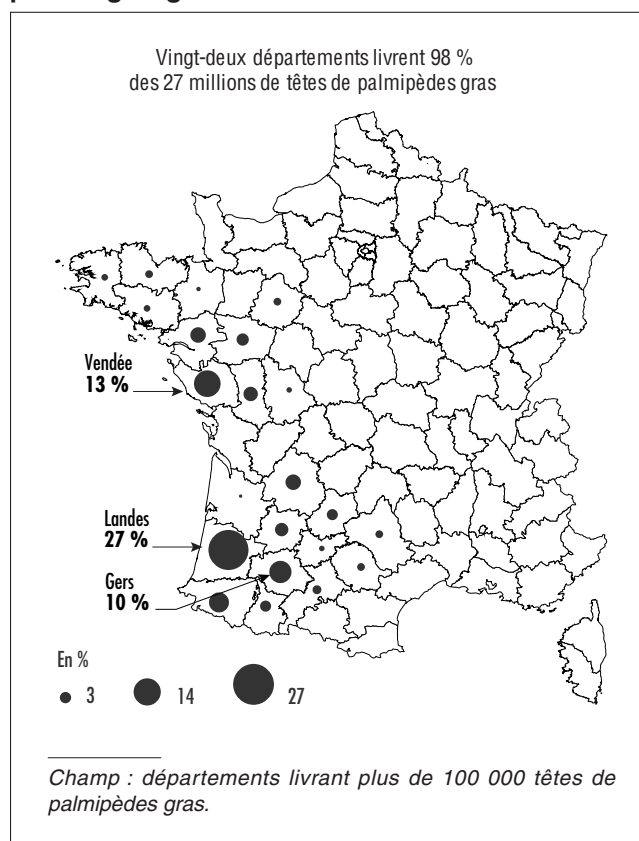 Vingt-deux départements livrent 98 %
des 27 millions de têtes de palmipèdes gras
Vendée
13 %
Landes
27 %
Gers
10 %
En %
3
14
27
Champ : départements livrant plus de 100 000 têtes de
palmipèdes gras.